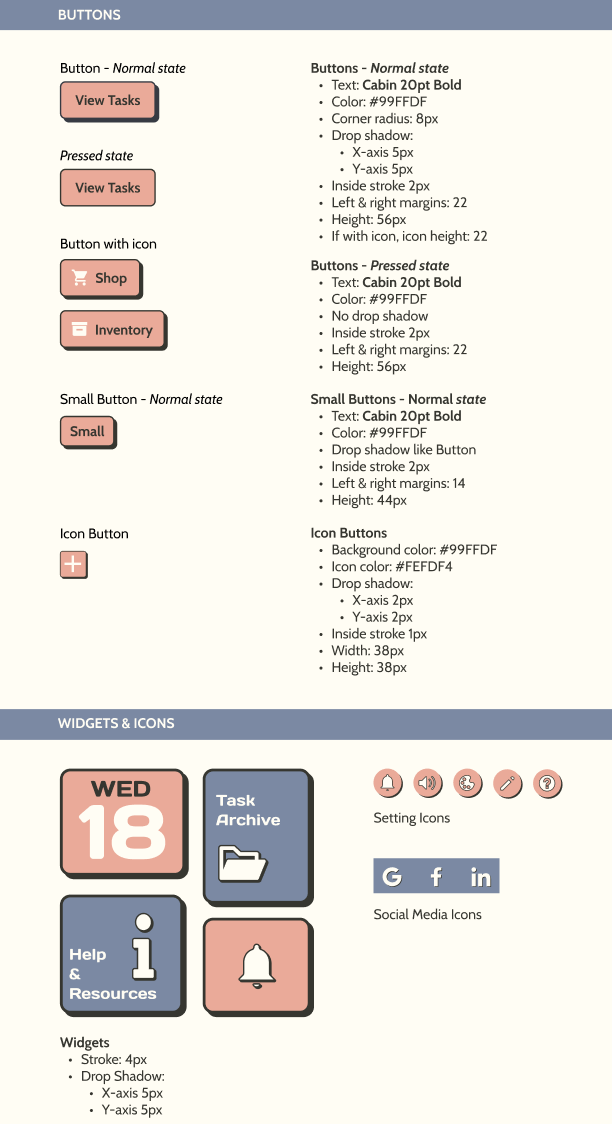 BUTTONS
Button - Normal state
View Tasks
Pressed state
View Tasks
Button with icon
Shop
Inventory
Small Button - Normal state
Small
Icon Button
Buttons - Normal state
• Text: Cabin 20pt Bold
• Color: #99FFDF
• Corner radius: 8px
• Drop shadow:
• X-axis 5px
• Y-axis 5px
• Inside stroke 2px
• Left & right margins: 22
• Height: 56px
• If with icon, icon height: 22
Buttons - Pressed state
• Text: Cabin 20pt Bold
• Color: #99FFDF
• No drop shadow
• Inside stroke 2px
• Left & right margins: 22
• Height: 56px
Small Buttons - Normal state
• Text: Cabin 20pt Bold
• Color: #99FFDF
• Drop shadow like Button
• Inside stroke 2px
• Left & right margins: 14
• Height: 44px
Icon Buttons
• Background color: #99FFDF
• Icon color: #FEFDF4
• Drop shadow:
• X-axis 2px
• Y-axis 2px
• Inside stroke 1px
• Width: 38px
• Height: 38px
WIDGETS & ICONS
WED
18
Task
Archive
Help
&
Resources
Setting Icons
G f in
Social Media Icons
Widgets
• Stroke: 4px
• Drop Shadow:
• X-axis 5px
• Y-axis 5px